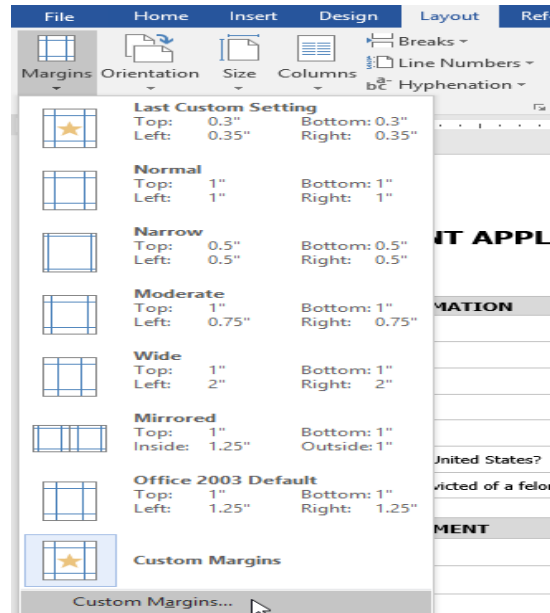 File Home Insert Design Layout Ref
Breaks
Line Numbers
Margins Orientation Size Columns
Hyphenation
Last Custom Setting
Top: 0.3" Bottom: 0.3"
Left: 0.35" Right: 0.35"
Normal
Top: 1" Bottom: 1"
Left: 1" Right: 1"
Narrow
Top: 0.5" Bottom: 0.5"
Left: 0.5" Right: 0.5"
NT APPL
Moderate
Top: 1" Bottom: 1"
Left: 0.75" Right: 0.75"
MATION
Wide
Top: 1" Bottom: 1"
Left: 2" Right: 2"
Mirrored
Top: 1" Bottom: 1"
Inside: 1.25" Outside: 1"
United States?
Office 2003 Default
Top: 1" Bottom: 1"
Left: 1.25" Right: 1.25"
victed of a felon
MENT
Custom Margins
Custom Margins...